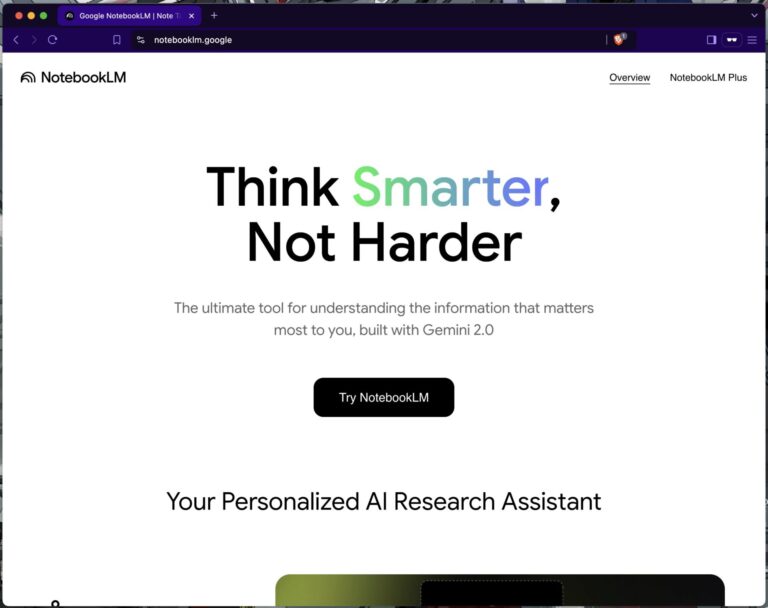 Google NotebookLM | Note T
notebooklm.google
NotebookLM
Overview
NotebookLM Plus
Think Smarter,
Not Harder
The ultimate tool for understanding the information that matters
most to you, built with Gemini 2.0
Try NotebookLM
Your Personalized AI Research Assistant